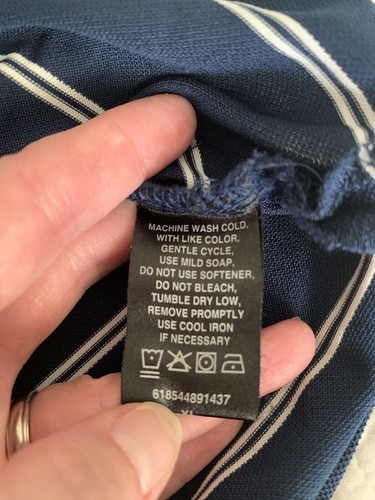 MACHINE WASH COLD,
WITH LIKE COLOR,
GENTLE CYCLE,
USE MILD SOAP.
DO NOT USE SOFTENER,
DO NOT BLEACH,
TUMBLE DRY LOW,
REMOVE PROMPTLY
USE COOL IRON
IF NECESSARY
618544891437
XL